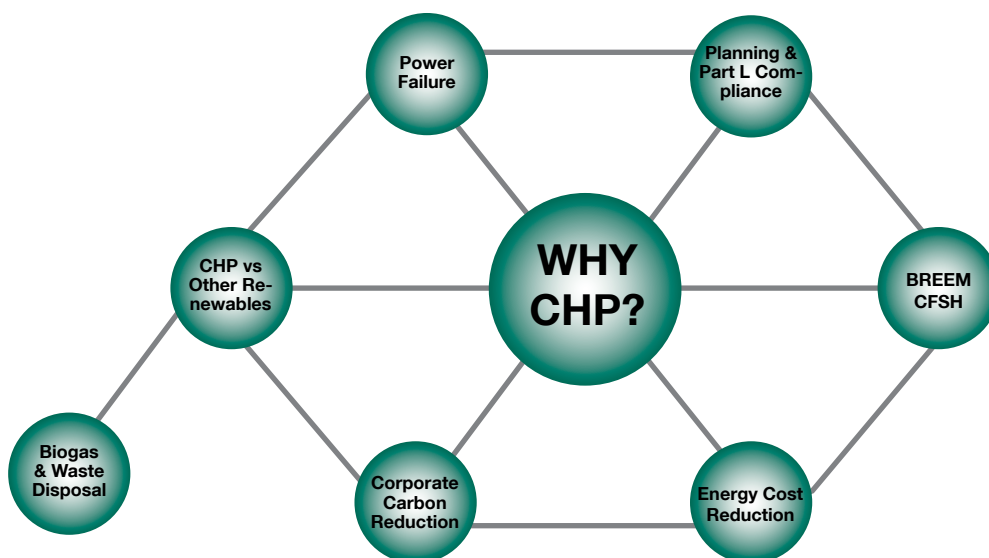 Power
Failure
Planning &
Part L Com-
pliance
CHP vs
Other Re-
newables
WHY
CHP?
BREEM
CFSH
Biogas
& Waste
Disposal
Corporate
Carbon
Reduction
Energy Cost
Reduction